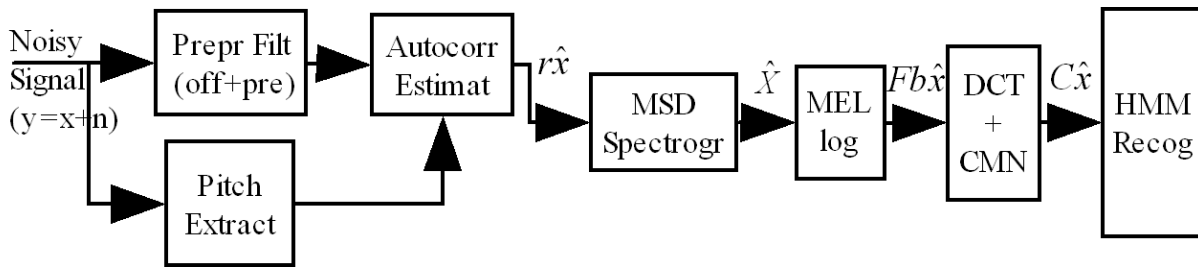 Noisy
Signal
(y=x+n)
Prepr Filt
(off+pre)
Pitch
Extract
Autocorr
Estimat
rx̂
MSD
Spectrogr
X̂
MEL
log
Fbx̂
DCT
+
CMN
Cx̂
HMM
Recog